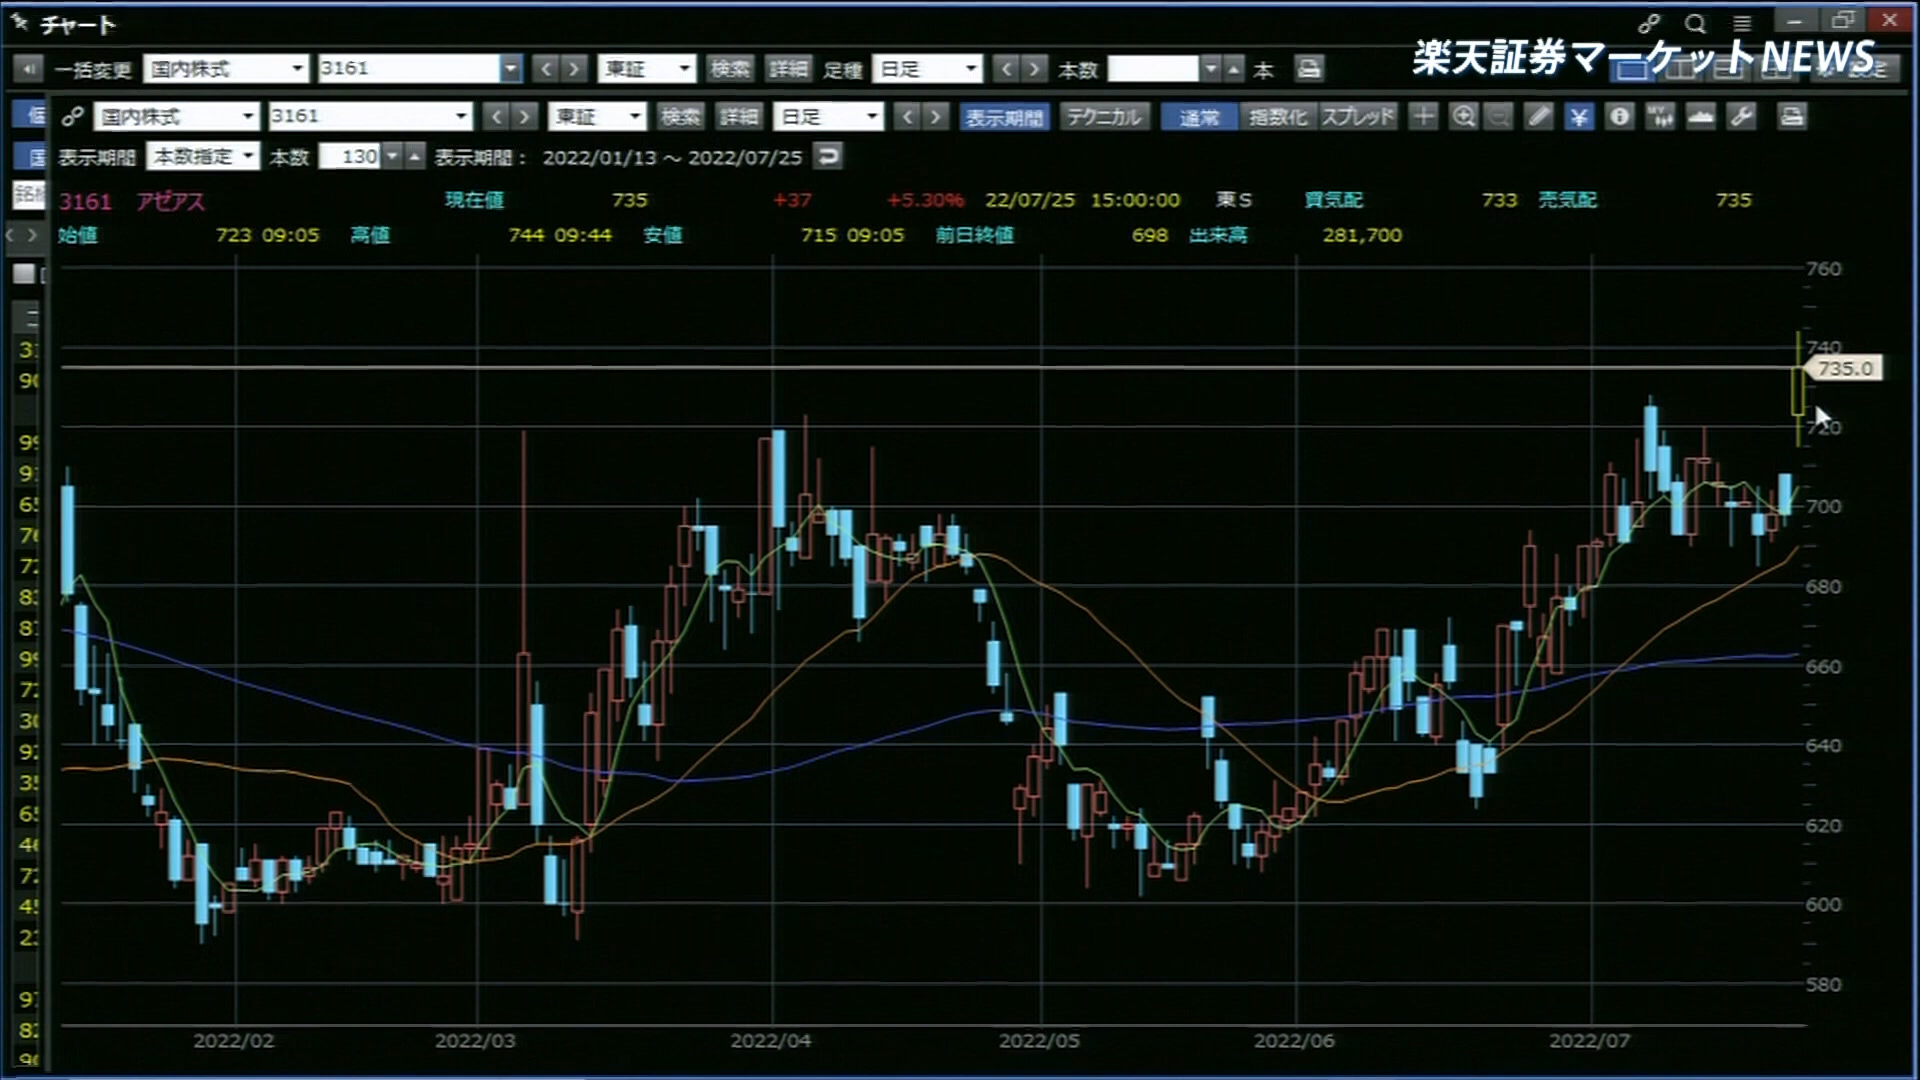 チャート
楽天証券マーケットNEWS
一括変更 国内株式 3161 東証 検索 詳細 足種 日足 本数 本
国内株式 3161 東証 検索 詳細 日足 表示期間 テクニカル 通常 指数化 スプレッド ¥
表示期間 本数指定 本数 130 表示期間： 2022/01/13 ～ 2022/07/25
3161 アゼアス 現在値 735 +37 +5.30% 22/07/25 15:00:00 東S 買気配 733 売気配 735
始値 723 09:05 高値 744 09:44 安値 715 09:05 前日終値 698 出来高 281,700
760
740
735.0
720
700
680
660
640
620
600
580
2022/02 2022/03 2022/04 2022/05 2022/06 2022/07